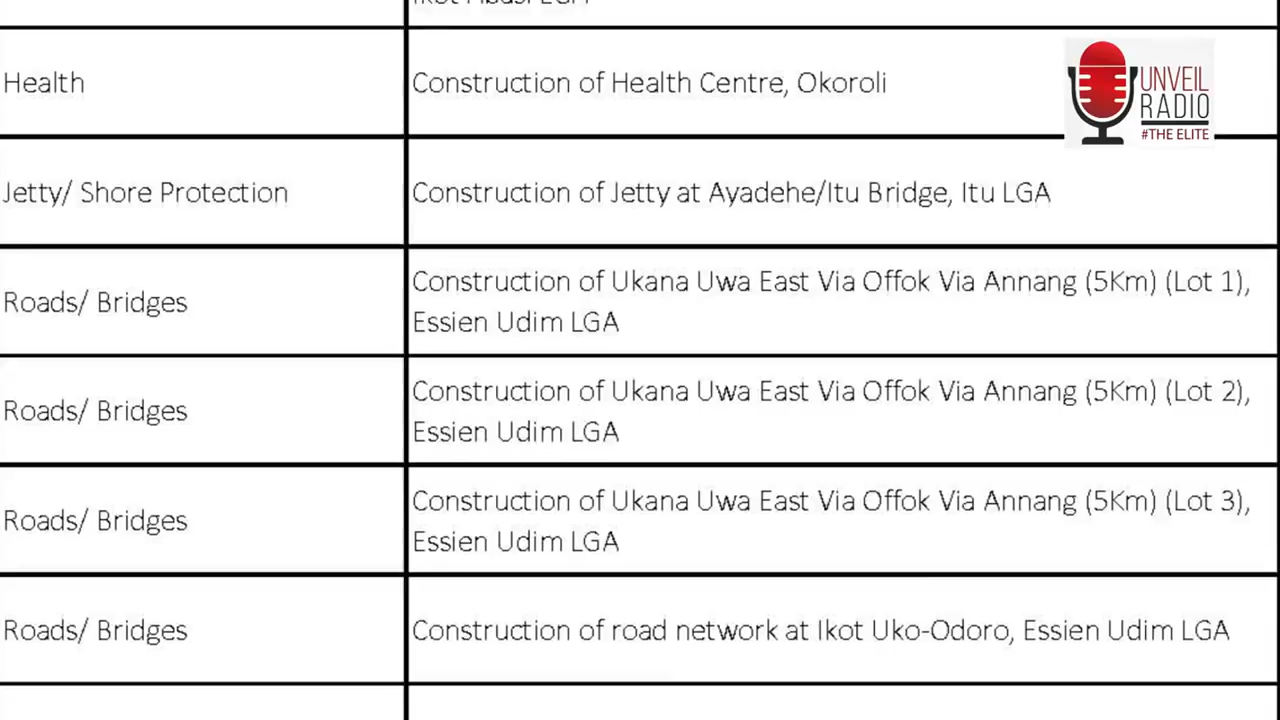 Health
Construction of Health Centre, Okoroli
UNVEIL
RADIO
#THE ELITE
Jetty/ Shore Protection
Construction of Jetty at Ayadehe/Itu Bridge, Itu LGA
Roads/ Bridges
Construction of Ukana Uwa East Via Offok Via Annang (5Km) (Lot 1),
Essien Udim LGA
Roads/ Bridges
Construction of Ukana Uwa East Via Offok Via Annang (5Km) (Lot 2),
Essien Udim LGA
Roads/ Bridges
Construction of Ukana Uwa East Via Offok Via Annang (5Km) (Lot 3),
Essien Udim LGA
Roads/ Bridges
Construction of road network at Ikot Uko-Odoro, Essien Udim LGA